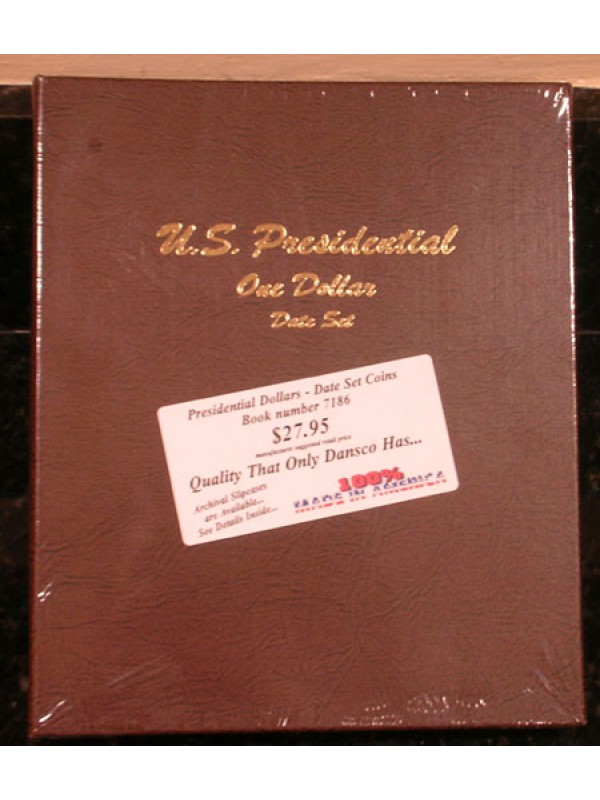 U.S. Presidential
One Dollar
Date Set
Presidential Dollars - Date Set Coins
Book number 7186
$27.95
manufacturers suggested retail price
Quality That Only Dansco Has...
Archival Slipcases
are Available...
See Details Inside...
100%
MADE IN AMERICA